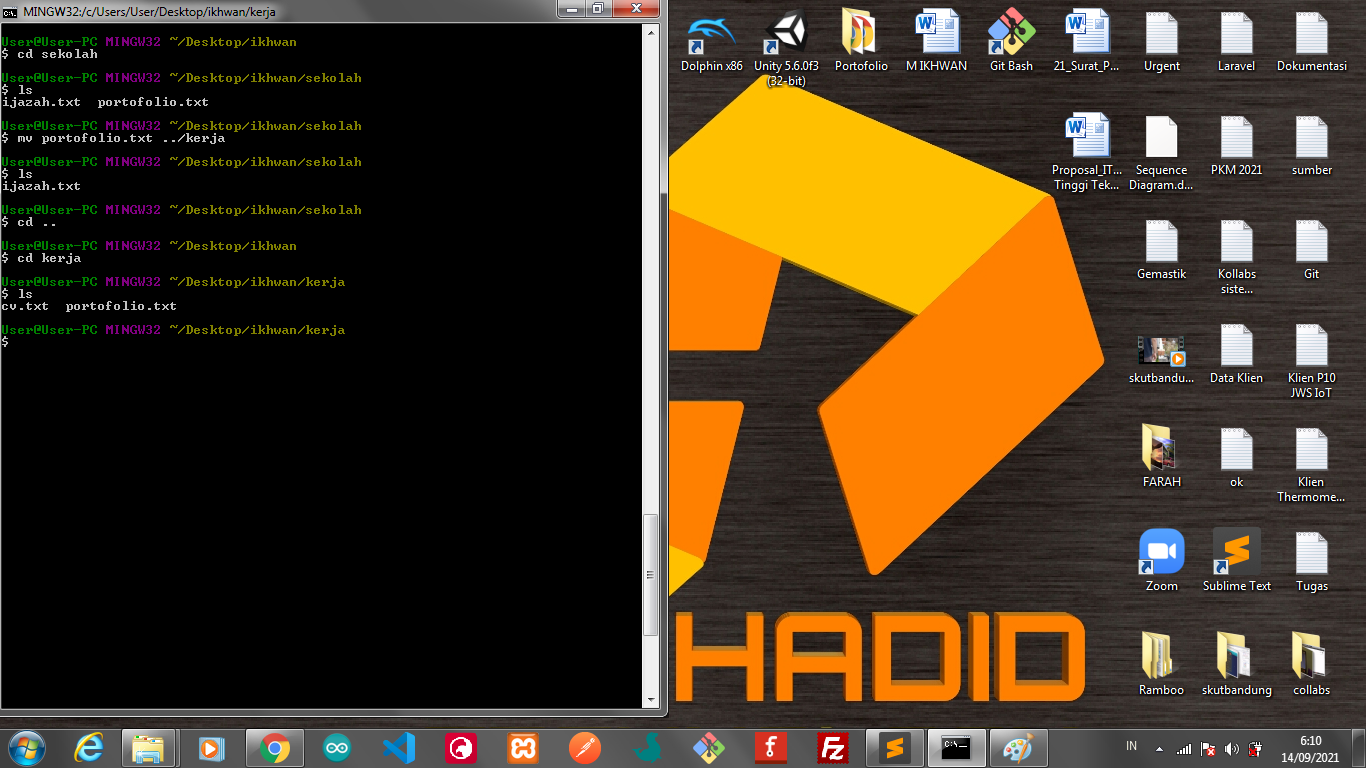 MINGW32:/c/Users/User/Desktop/ikhwan/kerja
User@User-PC MINGW32 ~/Desktop/ikhwan
$ cd sekolah
User@User-PC MINGW32 ~/Desktop/ikhwan/sekolah
$ ls
ijazah.txt  portofolio.txt
User@User-PC MINGW32 ~/Desktop/ikhwan/sekolah
$ mv portofolio.txt ../kerja
User@User-PC MINGW32 ~/Desktop/ikhwan/sekolah
$ ls
ijazah.txt
User@User-PC MINGW32 ~/Desktop/ikhwan/sekolah
$ cd ..
User@User-PC MINGW32 ~/Desktop/ikhwan
$ cd kerja
User@User-PC MINGW32 ~/Desktop/ikhwan/kerja
$ ls
cv.txt  portofolio.txt
User@User-PC MINGW32 ~/Desktop/ikhwan/kerja
$
Dolphin x86
Unity 5.6.0f3
(32-bit)
Portofolio
M IKHWAN
Git Bash
21_Surat_P...
Urgent
Laravel
Dokumentasi
Proposal_IT...
Tinggi Tek...
Sequence
Diagram.d...
PKM 2021
sumber
Gemastik
Kollabs
siste...
Git
skutbandu...
Data Klien
Klien P10
JWS IoT
FARAH
ok
Klien
Thermome...
Zoom
Sublime Text
Tugas
HADID
Ramboo
skutbandung
collabs
IN
6:10
14/09/2021